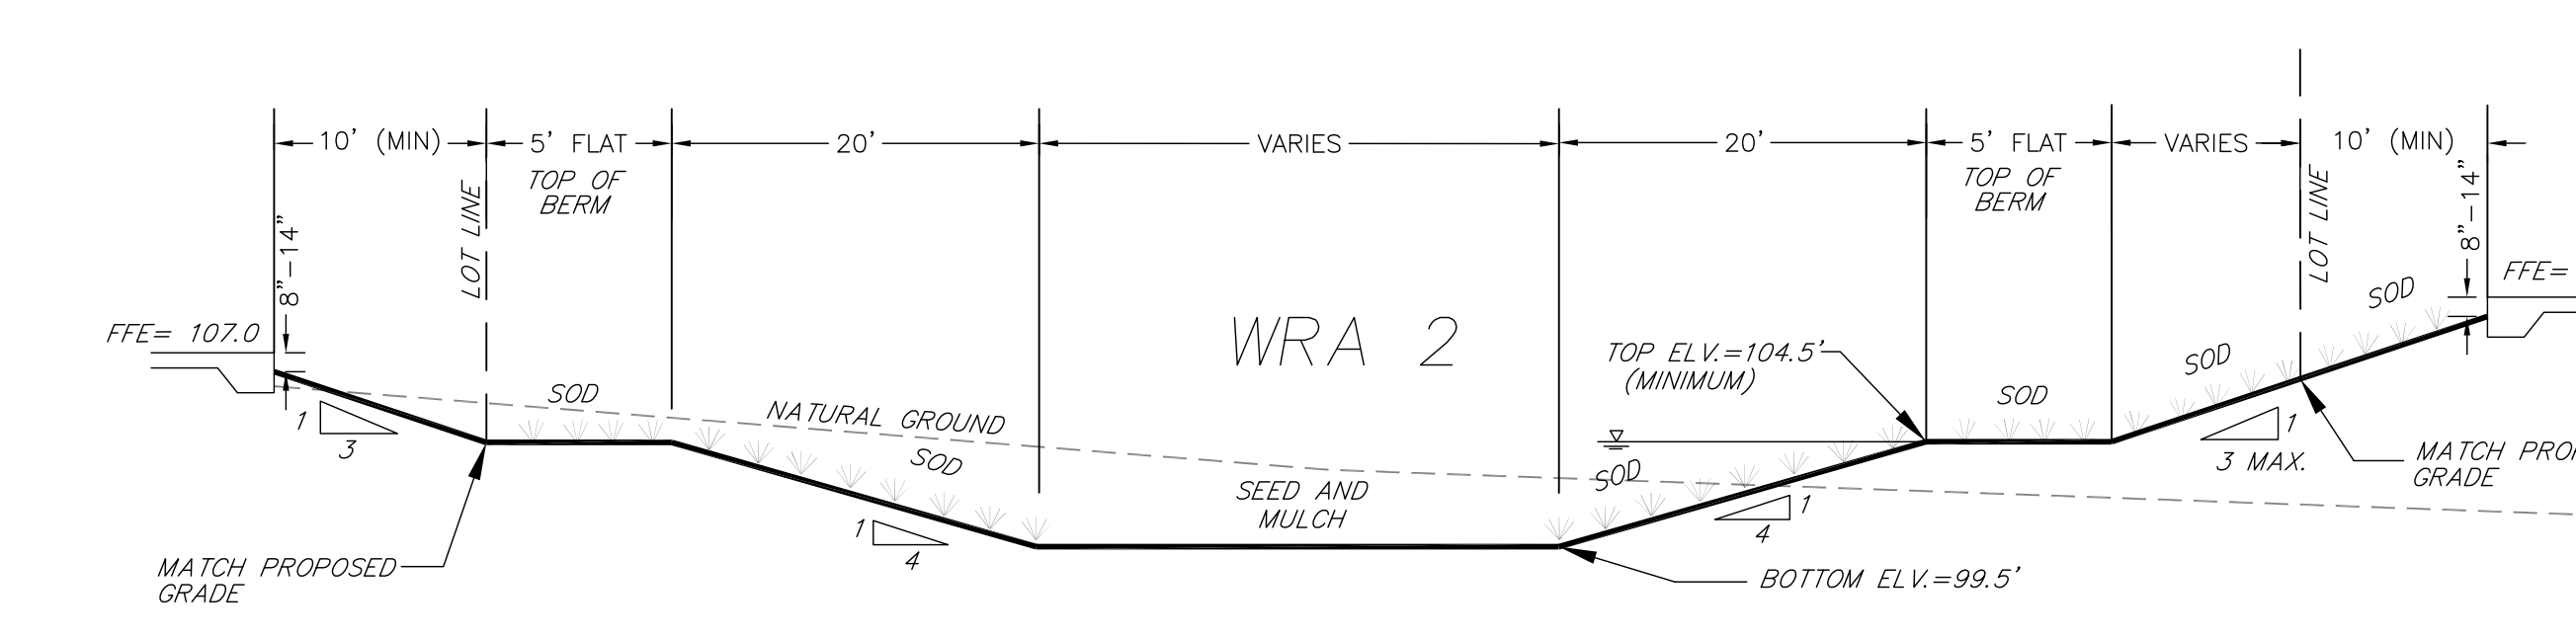 10' (MIN)
5' FLAT
20'
VARIES
20'
5' FLAT
VARIES
10' (MIN)
TOP OF
BERM
TOP OF
BERM
LOT LINE
LOT LINE
8"-14"
8"-14"
FFE= 107.0
FFE=
WRA 2
TOP ELV.=104.5'
(MINIMUM)
SOD
NATURAL GROUND
SOD
SOD
SOD
SOD
SOD
1
3
1
4
SEED AND
MULCH
1
4
1
3 MAX.
MATCH PROPOSED
GRADE
BOTTOM ELV.=99.5'
MATCH PRO
GRADE